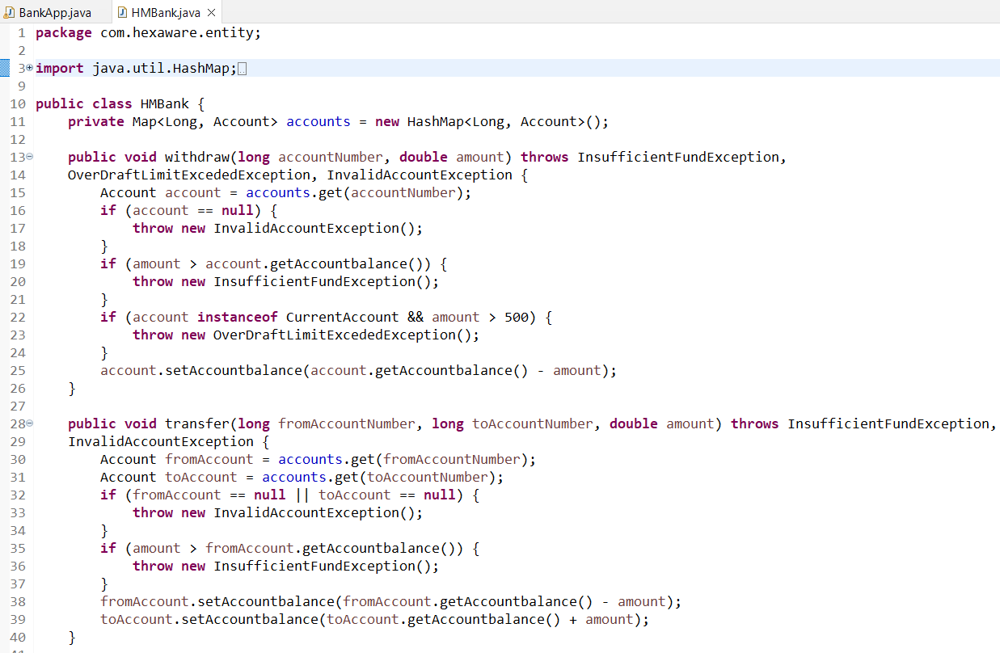 BankApp.java HMBank.java
1 package com.hexaware.entity;
2
3 import java.util.HashMap;
9
10 public class HMBank {
11     private Map<Long, Account> accounts = new HashMap<Long, Account>();
12
13     public void withdraw(long accountNumber, double amount) throws InsufficientFundException,
14     OverDraftLimitExcededException, InvalidAccountException {
15         Account account = accounts.get(accountNumber);
16         if (account == null) {
17             throw new InvalidAccountException();
18         }
19         if (amount > account.getAccountbalance()) {
20             throw new InsufficientFundException();
21         }
22         if (account instanceof CurrentAccount && amount > 500) {
23             throw new OverDraftLimitExcededException();
24         }
25         account.setAccountbalance(account.getAccountbalance() - amount);
26     }
27
28     public void transfer(long fromAccountNumber, long toAccountNumber, double amount) throws InsufficientFundException,
29     InvalidAccountException {
30         Account fromAccount = accounts.get(fromAccountNumber);
31         Account toAccount = accounts.get(toAccountNumber);
32         if (fromAccount == null || toAccount == null) {
33             throw new InvalidAccountException();
34         }
35         if (amount > fromAccount.getAccountbalance()) {
36             throw new InsufficientFundException();
37         }
38         fromAccount.setAccountbalance(fromAccount.getAccountbalance() - amount);
39         toAccount.setAccountbalance(toAccount.getAccountbalance() + amount);
40     }